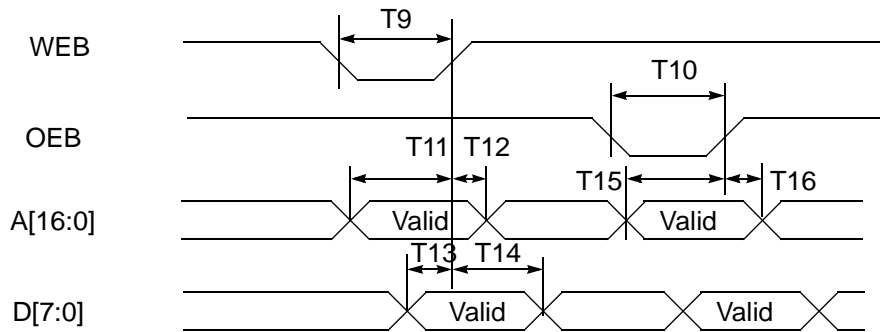 T9
WEB
T10
OEB
T11 T12
T15 T16
A[16:0] Valid Valid
T13 T14
D[7:0] Valid Valid